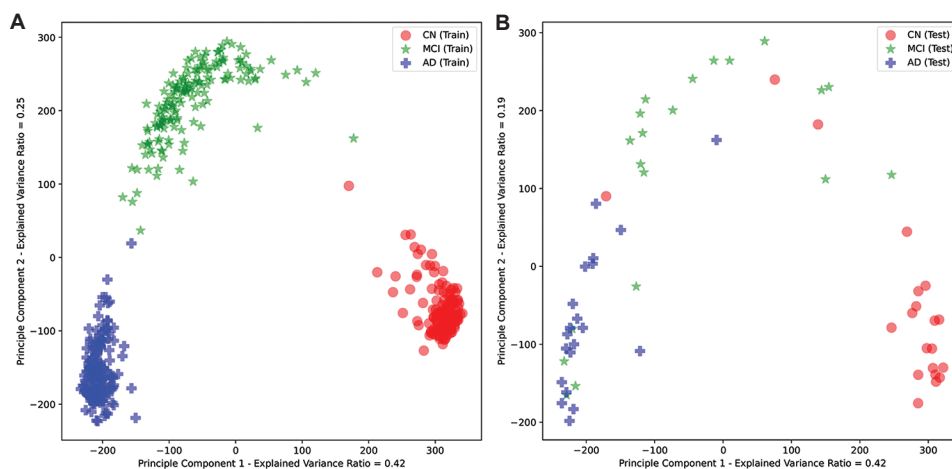 A
CN (Train)
MCI (Train)
AD (Train)
300
200
100
0
−100
−200
Principle Component 2 - Explained Variance Ratio = 0.25
−200 −100 0 100 200 300
Principle Component 1 - Explained Variance Ratio = 0.42
B
CN (Test)
MCI (Test)
AD (Test)
300
200
100
0
−100
−200
Principle Component 2 - Explained Variance Ratio = 0.19
−200 −100 0 100 200 300
Principle Component 1 - Explained Variance Ratio = 0.42